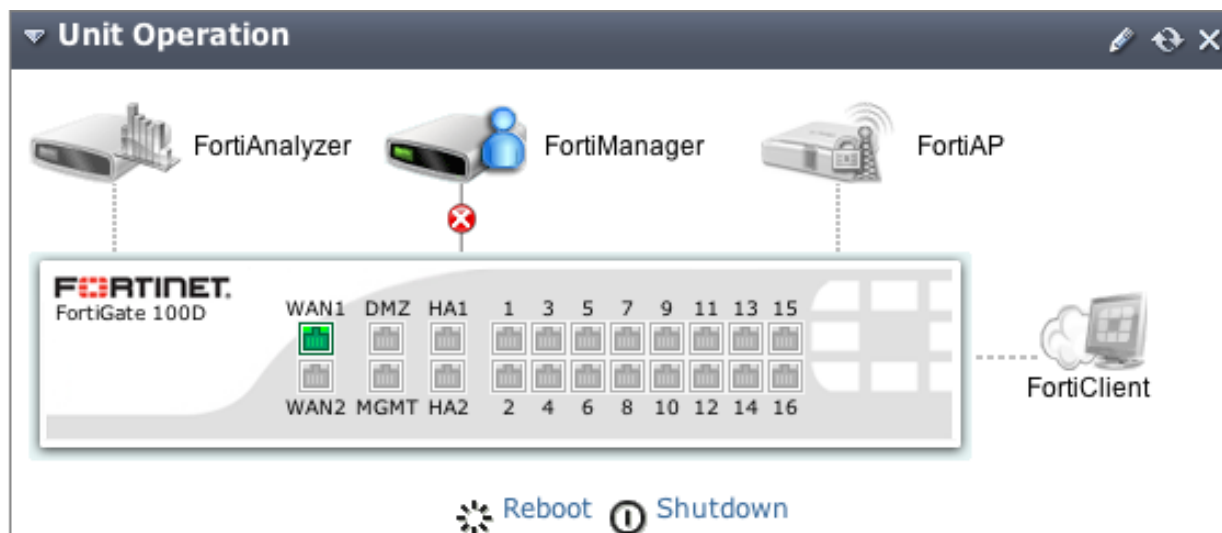 Unit Operation
FortiAnalyzer FortiManager FortiAP
FORTINET.
FortiGate 100D
WAN1 DMZ HA1 1 3 5 7 9 11 13 15
WAN2 MGMT HA2 2 4 6 8 10 12 14 16
FortiClient
Reboot Shutdown